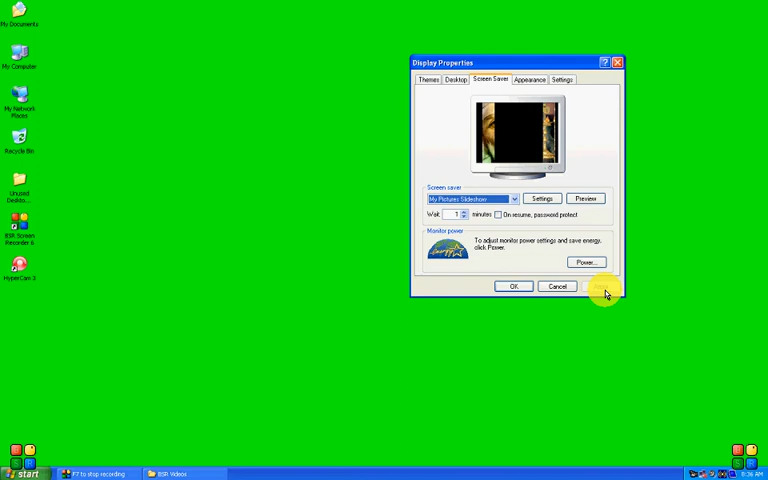 My Documents
My Computer
My Network
Places
Recycle Bin
Unused
Desktop...
BSR Screen
Recorder 6
HyperCam 3
Display Properties
Themes
Desktop
Screen Saver
Appearance
Settings
Screen saver
My Pictures Slideshow
Settings
Preview
Wait: 1 minutes
On resume, password protect
Monitor power
To adjust monitor power settings and save energy,
click Power.
Power...
OK
Cancel
start
F7 to stop recording
BSR Videos
8:36 AM